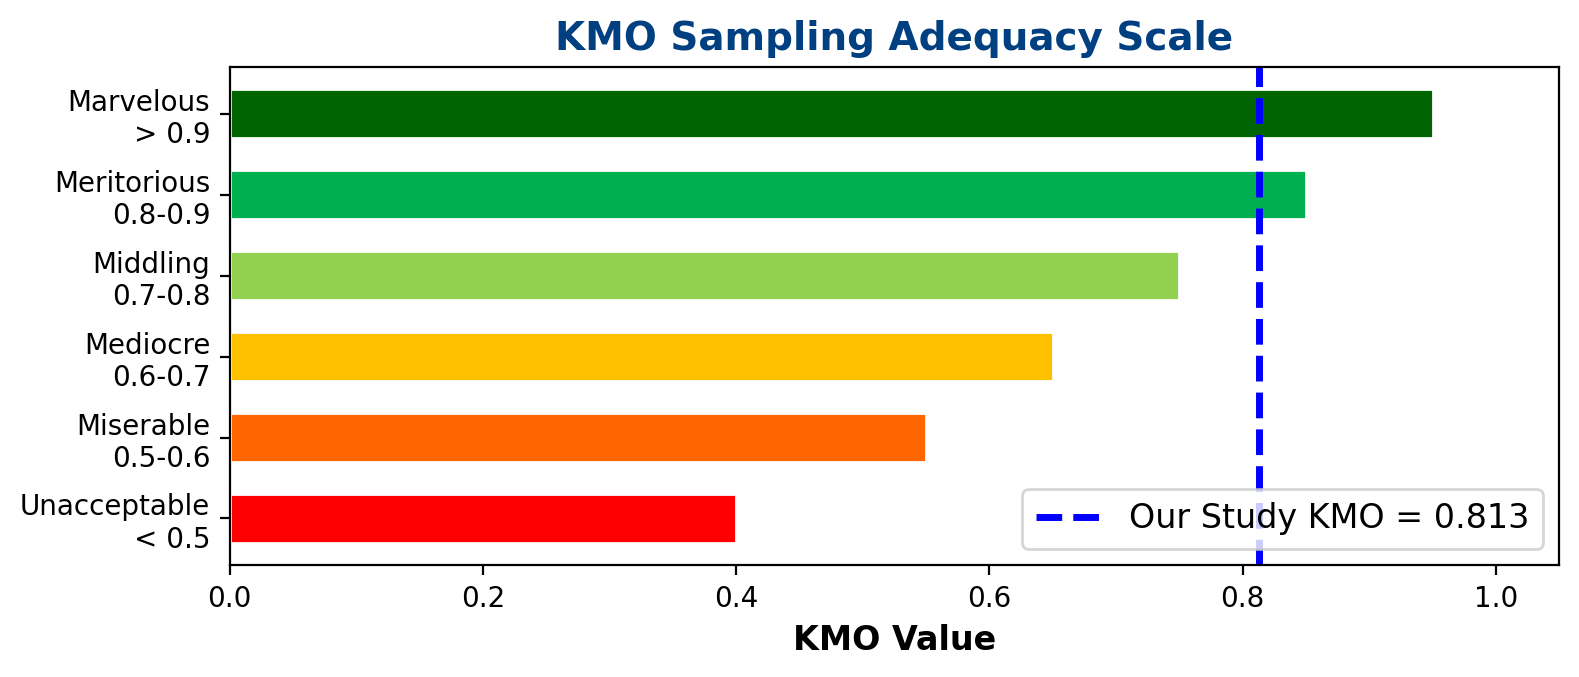 KMO Sampling Adequacy Scale
Marvelous
> 0.9
Meritorious
0.8-0.9
Middling
0.7-0.8
Mediocre
0.6-0.7
Miserable
0.5-0.6
Unacceptable
< 0.5
Our Study KMO = 0.813
0.0 0.2 0.4 0.6 0.8 1.0
KMO Value